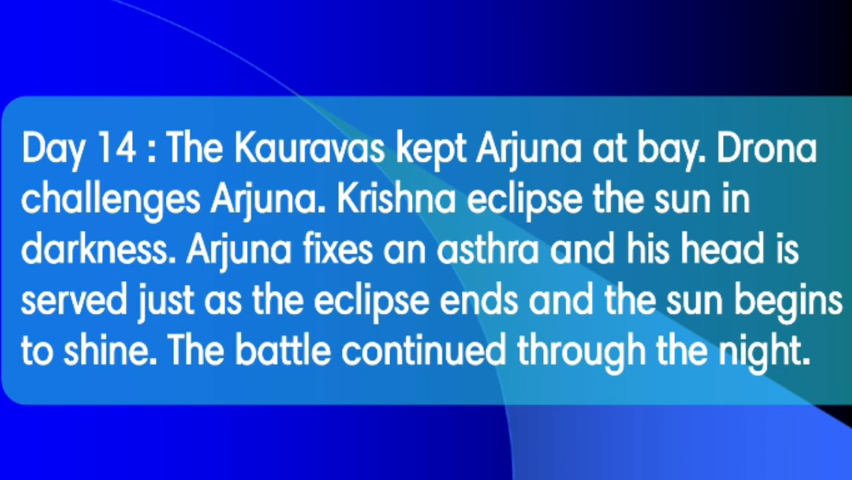 Day 14 : The Kauravas kept Arjuna at bay. Drona
challenges Arjuna. Krishna eclipse the sun in
darkness. Arjuna fixes an asthra and his head is
served just as the eclipse ends and the sun begins
to shine. The battle continued through the night.